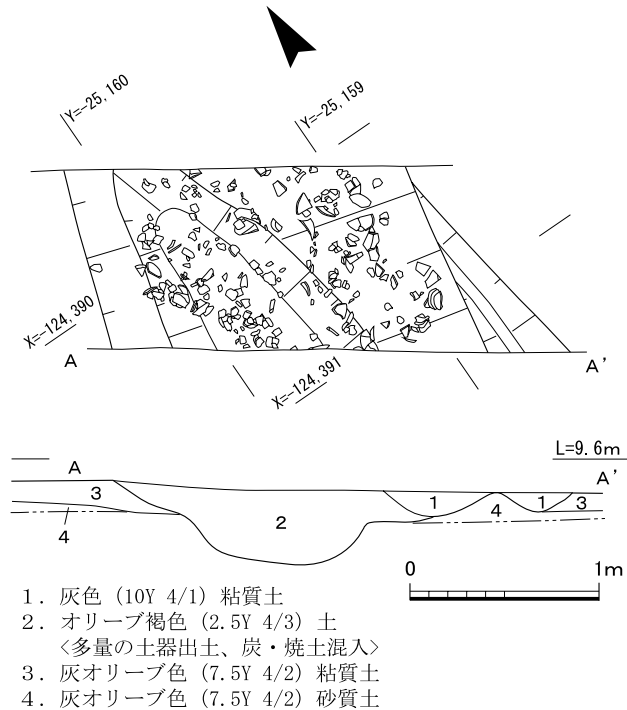 Y=-25,160
Y=-25,159
X=-124,390
A
A'
X=-124,391
L=9.6m
A
A'
3
1
4
1
3
2
4
0
1m
1. 灰色 (10Y 4/1) 粘質土
2. オリーブ褐色 (2.5Y 4/3) 土
<多量の土器出土、炭・焼土混入>
3. 灰オリーブ色 (7.5Y 4/2) 粘質土
4. 灰オリーブ色 (7.5Y 4/2) 砂質土